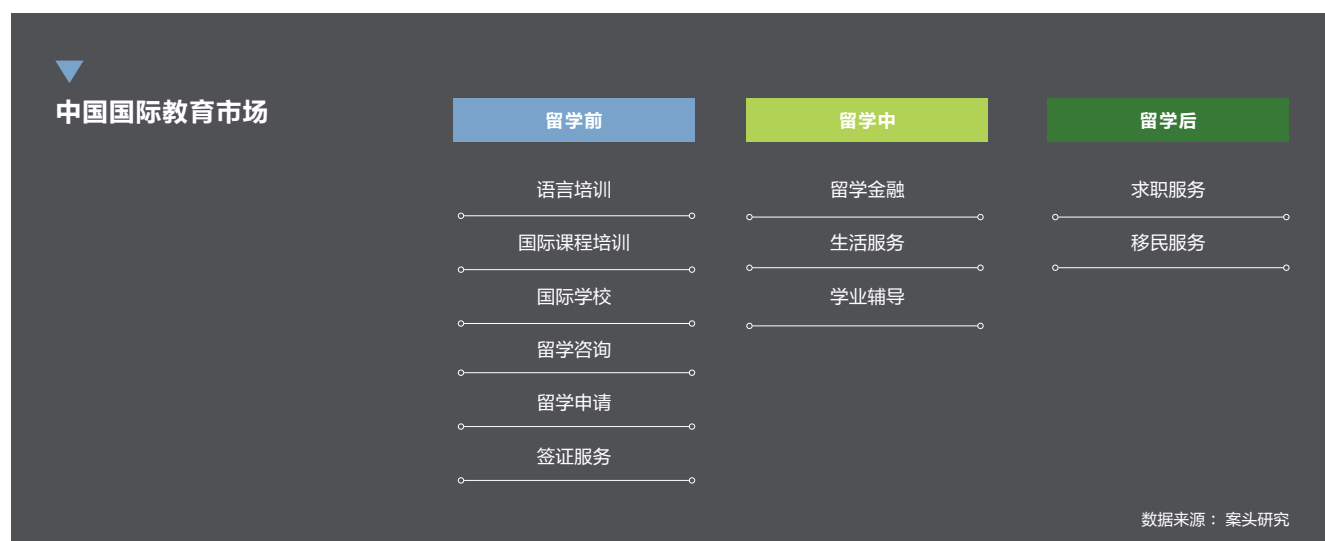 中国国际教育市场
留学前
语言培训
国际课程培训
国际学校
留学咨询
留学申请
签证服务
留学中
留学金融
生活服务
学业辅导
留学后
求职服务
移民服务
数据来源： 案头研究